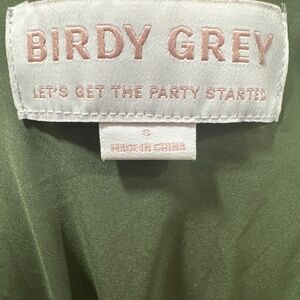 BIRDY GREY
LET'S GET THE PARTY STARTED
S
MADE IN CHINA